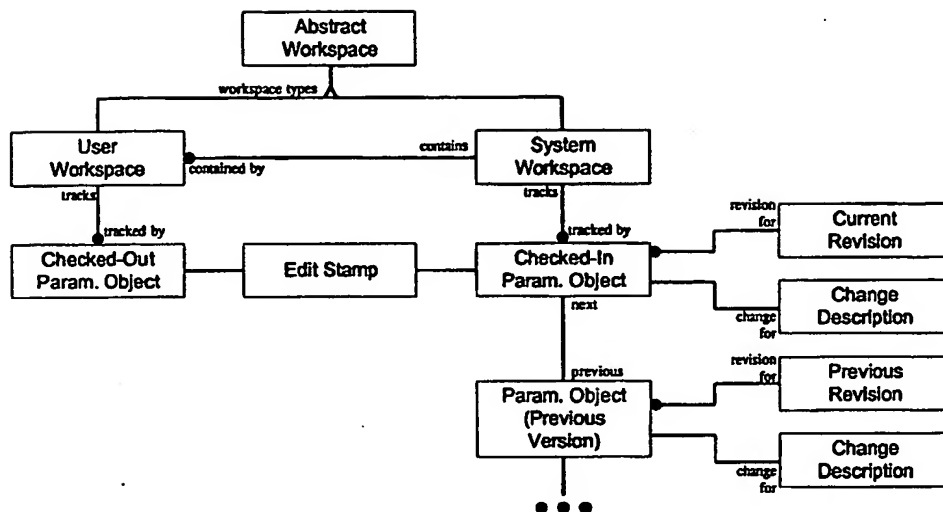 Abstract
Workspace
workspace types
User
Workspace
contains
System
Workspace
contained by
tracks
tracks
tracked by
tracked by
revision
for
Current
Revision
Checked-Out
Param. Object
Edit Stamp
Checked-In
Param. Object
next
change
for
Change
Description
previous
revision
for
Previous
Revision
Param. Object
(Previous
Version)
change
for
Change
Description